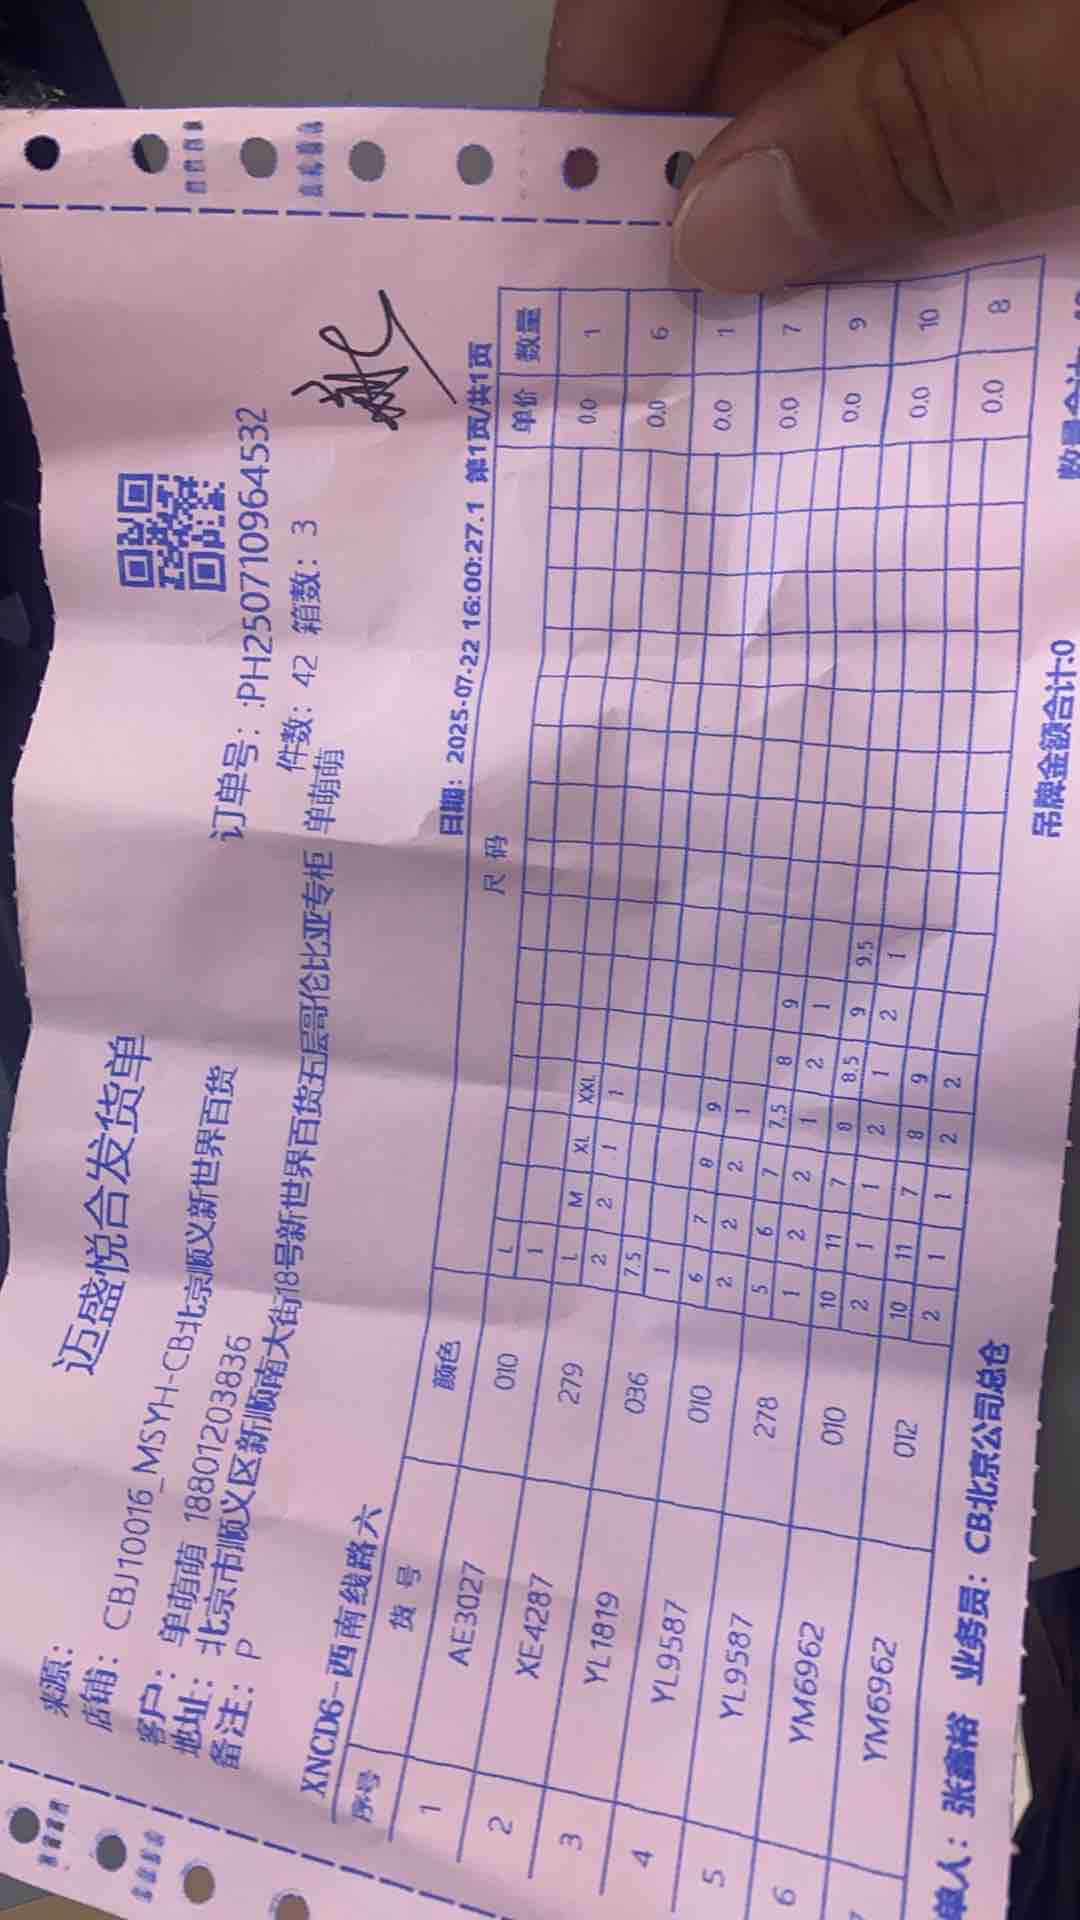 迈盛悦合发货单
来源：
店铺： CBJ10016_MSYH-CB北京顺义新世界百货
订单号： :PH250710964532
客户： 单萌萌 18801203836
件数： 42 箱数： 3
地址： 北京市顺义区新顺南大街18号新世界百货五层哥伦比亚专柜 单萌萌
备注： P
XNCD6-西南线路六
日期： 2025-07-22 16:00:27.1 第1页/共1页
序号 货 号 颜色 尺 码 单价 数量
1 AE3027 010 L 0.0 1
1
2 XE4287 279 L M XL XXL 0.0 6
2 2 1 1
3 YL1819 036 7.5 0.0 1
1
4 YL9587 010 6 7 8 9 0.0 7
2 2 2 1
5 YL9587 278 5 6 7 7.5 8 9 0.0 9
1 2 2 1 2 1
6 YM6962 010 10 11 7 8 8.5 9 9.5 0.0 10
2 1 1 2 1 2 1
YM6962 012 10 11 7 8 9 0.0 8
2 1 1 2 2
单人： 张鑫裕 业务员： CB北京公司总仓 吊牌金额合计:0